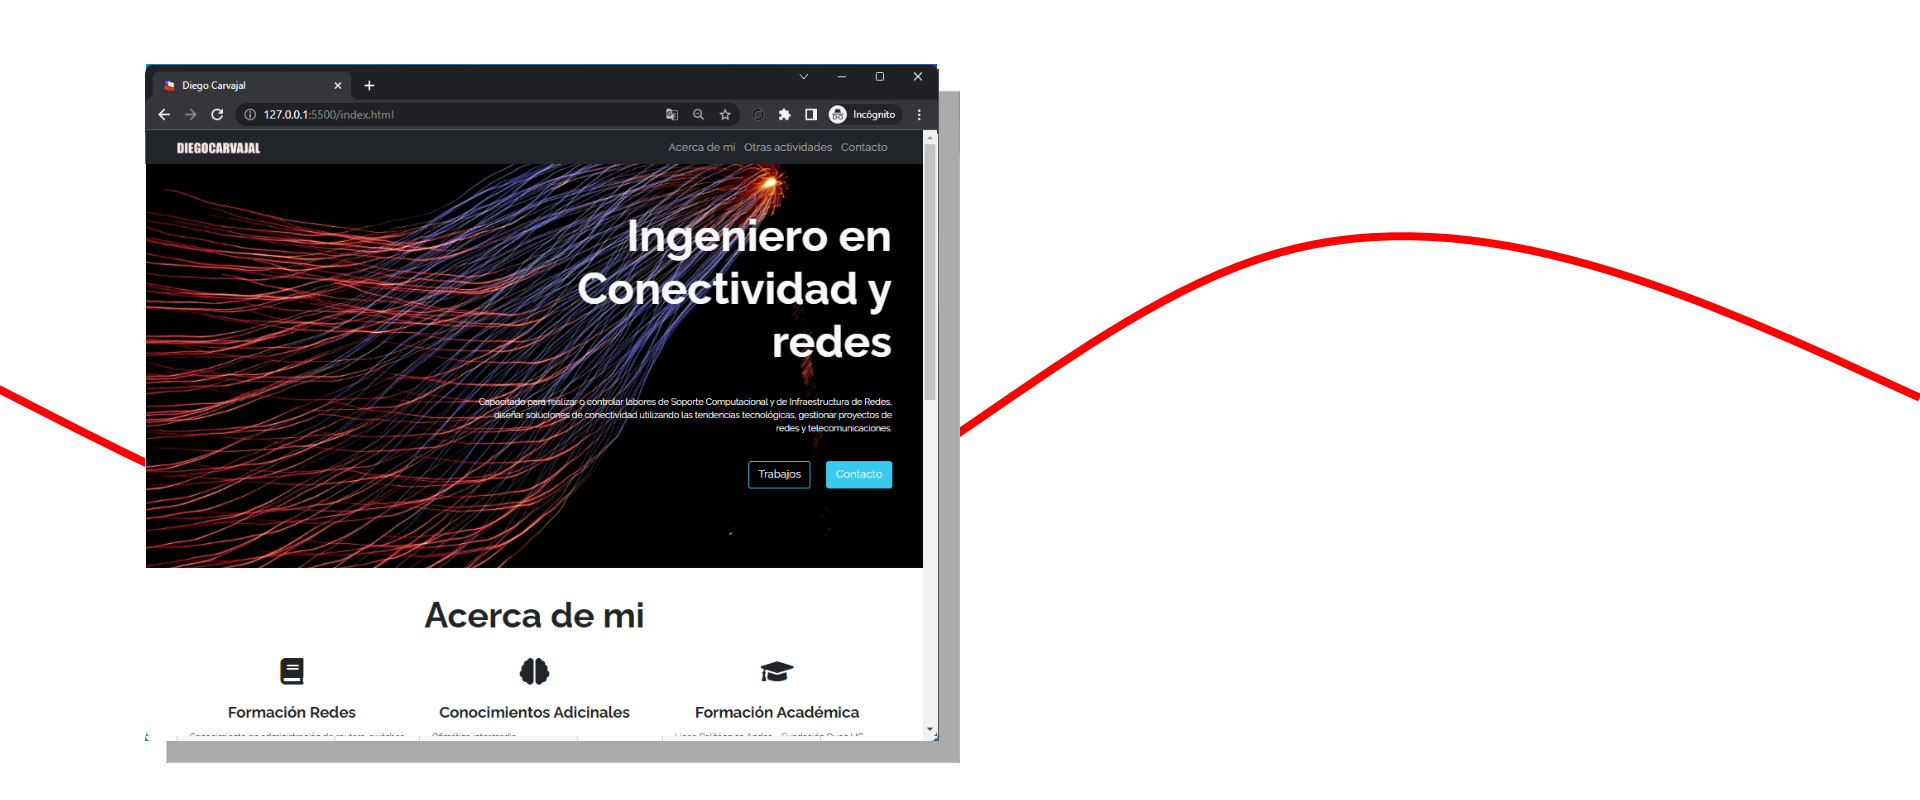 Diego Carvajal
127.0.0.1:5500/index.html
Incógnito
DIEGOCARVAJAL
Acerca de mi Otras actividades Contacto
Ingeniero en
Conectividad y
redes
Capacitado para realizar o controlar labores de Soporte Computacional y de Infraestructura de Redes,
diseñar soluciones de conectividad utilizando las tendencias tecnológicas, gestionar proyectos de
redes y telecomunicaciones.
Trabajos Contacto
Acerca de mi
Formación Redes
Conocimientos Adicinales
Formación Académica